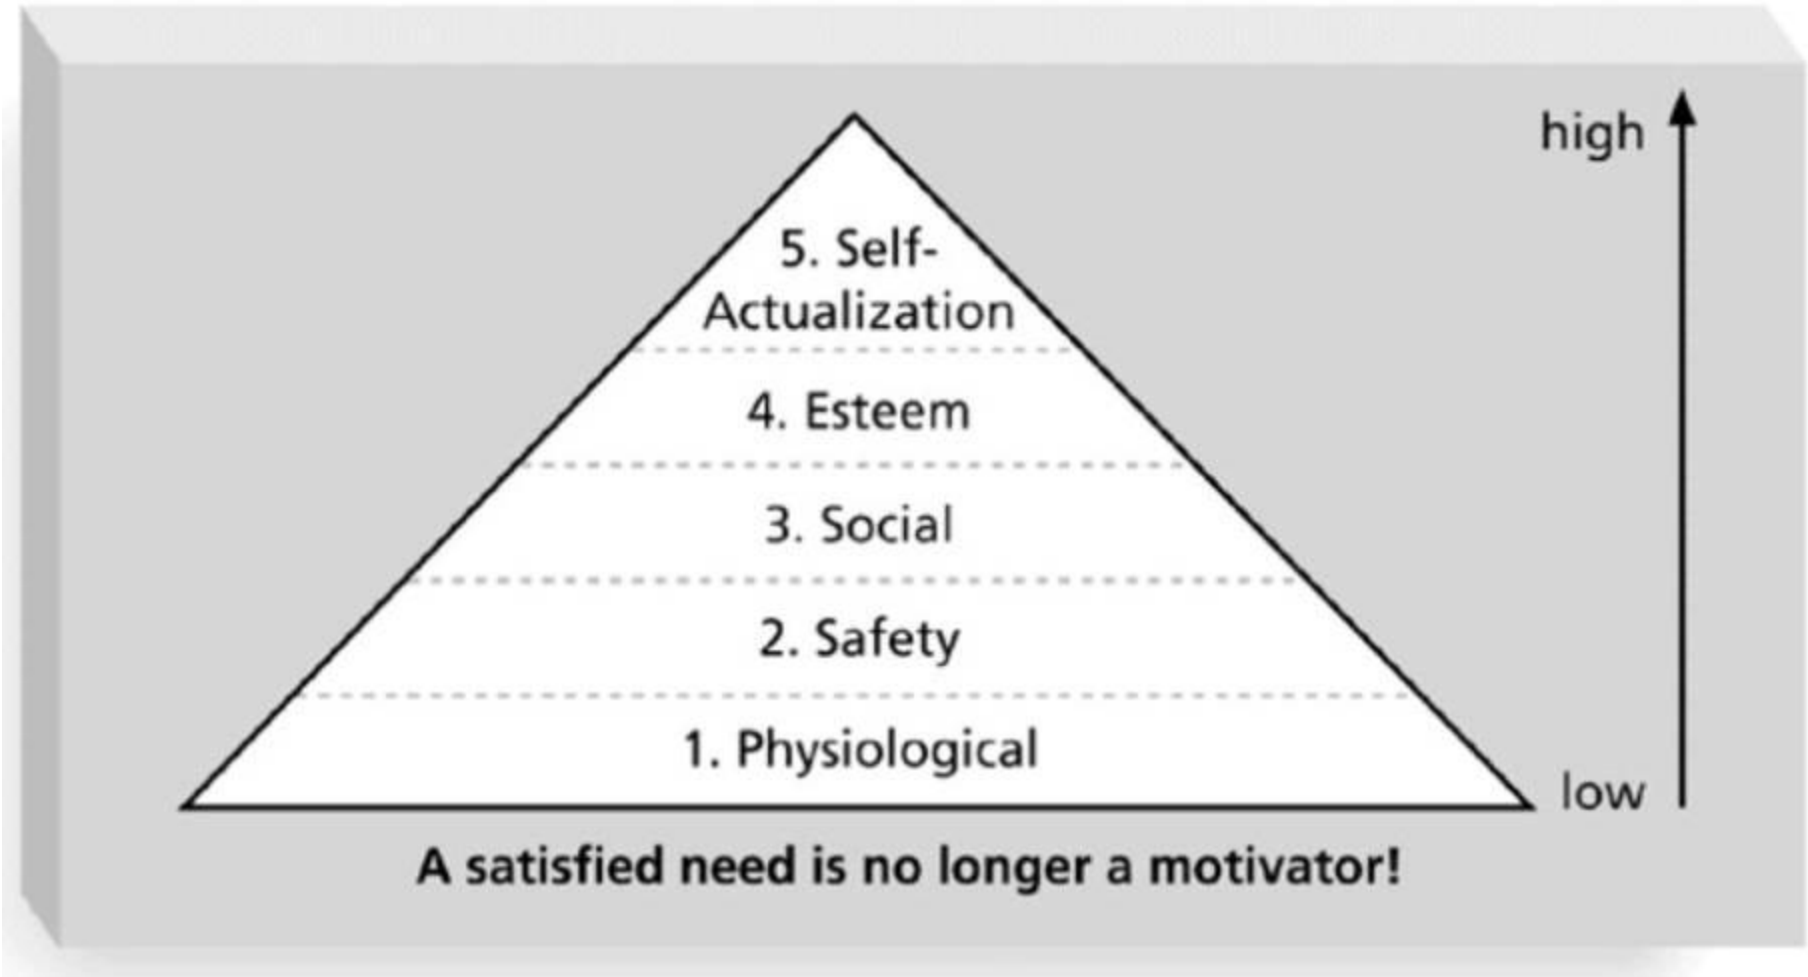 high
5. Self-
Actualization
4. Esteem
3. Social
2. Safety
1. Physiological
low
A satisfied need is no longer a motivator!